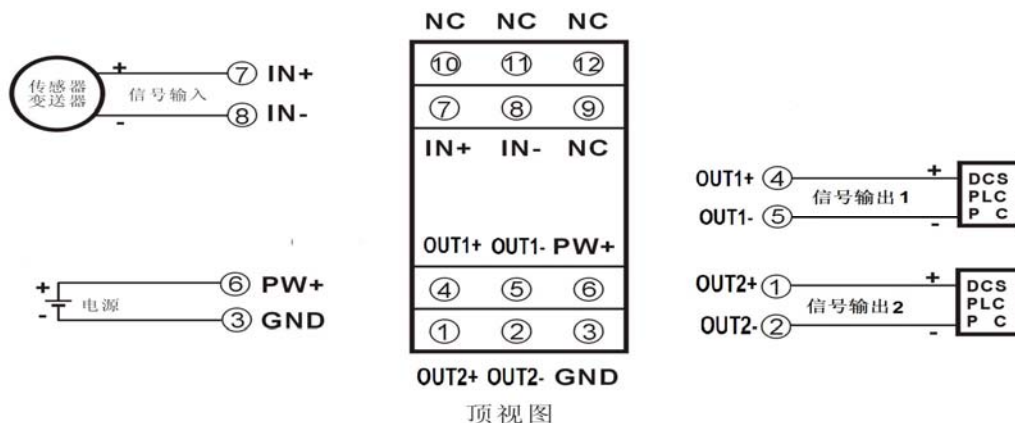 传感器
变送器
+
信号输入
-
⑦ IN+
⑧ IN-
+
-
电源
⑥ PW+
③ GND
NC NC NC
⑩ ⑪ ⑫
⑦ ⑧ ⑨
IN+ IN- NC
OUT1+ OUT1- PW+
④ ⑤ ⑥
① ② ③
OUT2+ OUT2- GND
顶视图
OUT1+ ④
OUT1- ⑤
+
信号输出1
-
DCS
PLC
P C
OUT2+ ①
OUT2- ②
+
信号输出2
-
DCS
PLC
P C